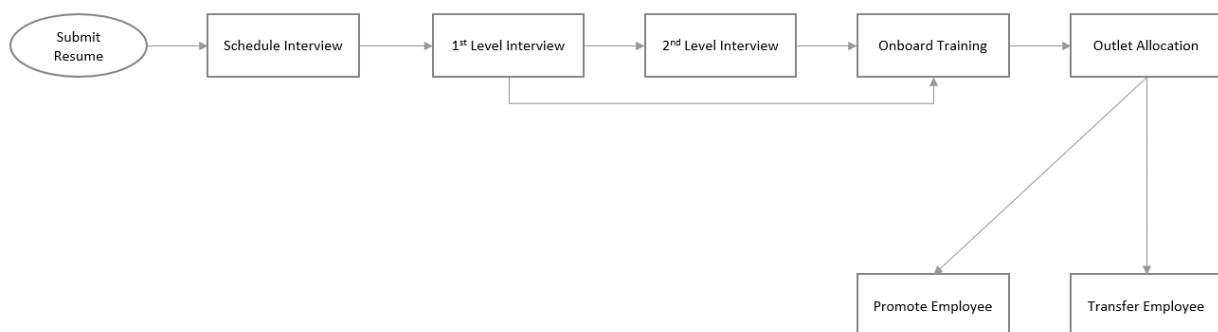 Submit
Resume
Schedule Interview
1st Level Interview
2nd Level Interview
Onboard Training
Outlet Allocation
Promote Employee
Transfer Employee